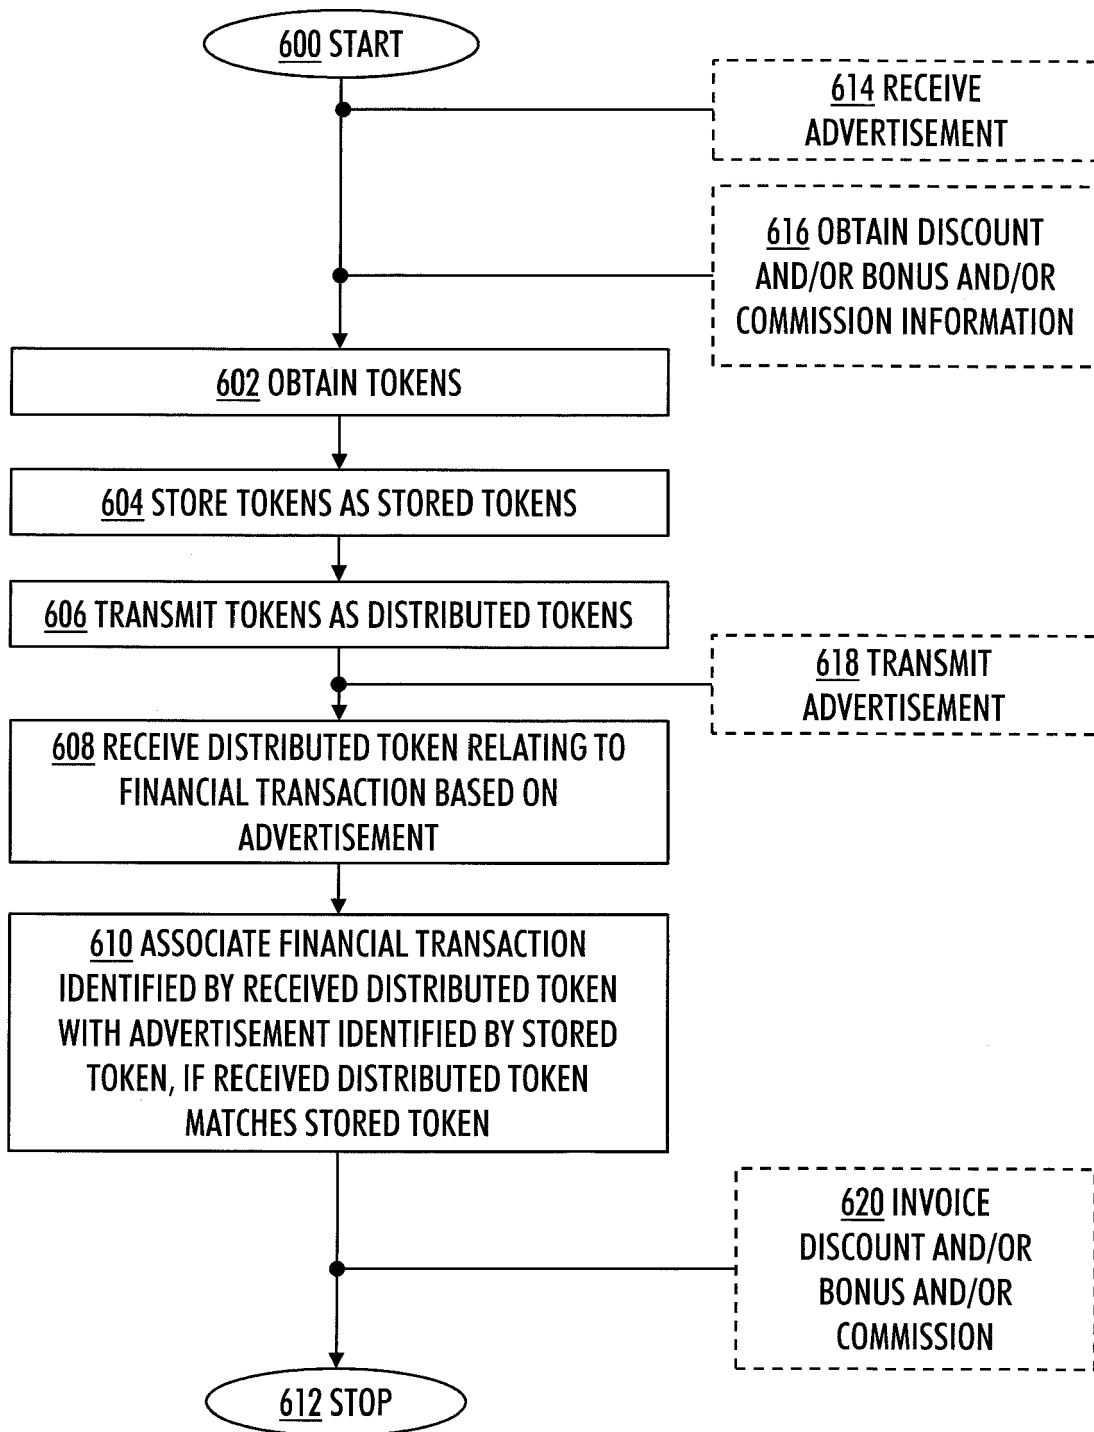 600 START
614 RECEIVE
ADVERTISEMENT
616 OBTAIN DISCOUNT
AND/OR BONUS AND/OR
COMMISSION INFORMATION
602 OBTAIN TOKENS
604 STORE TOKENS AS STORED TOKENS
606 TRANSMIT TOKENS AS DISTRIBUTED TOKENS
618 TRANSMIT
ADVERTISEMENT
608 RECEIVE DISTRIBUTED TOKEN RELATING TO
FINANCIAL TRANSACTION BASED ON
ADVERTISEMENT
610 ASSOCIATE FINANCIAL TRANSACTION
IDENTIFIED BY RECEIVED DISTRIBUTED TOKEN
WITH ADVERTISEMENT IDENTIFIED BY STORED
TOKEN, IF RECEIVED DISTRIBUTED TOKEN
MATCHES STORED TOKEN
620 INVOICE
DISCOUNT AND/OR
BONUS AND/OR
COMMISSION
612 STOP